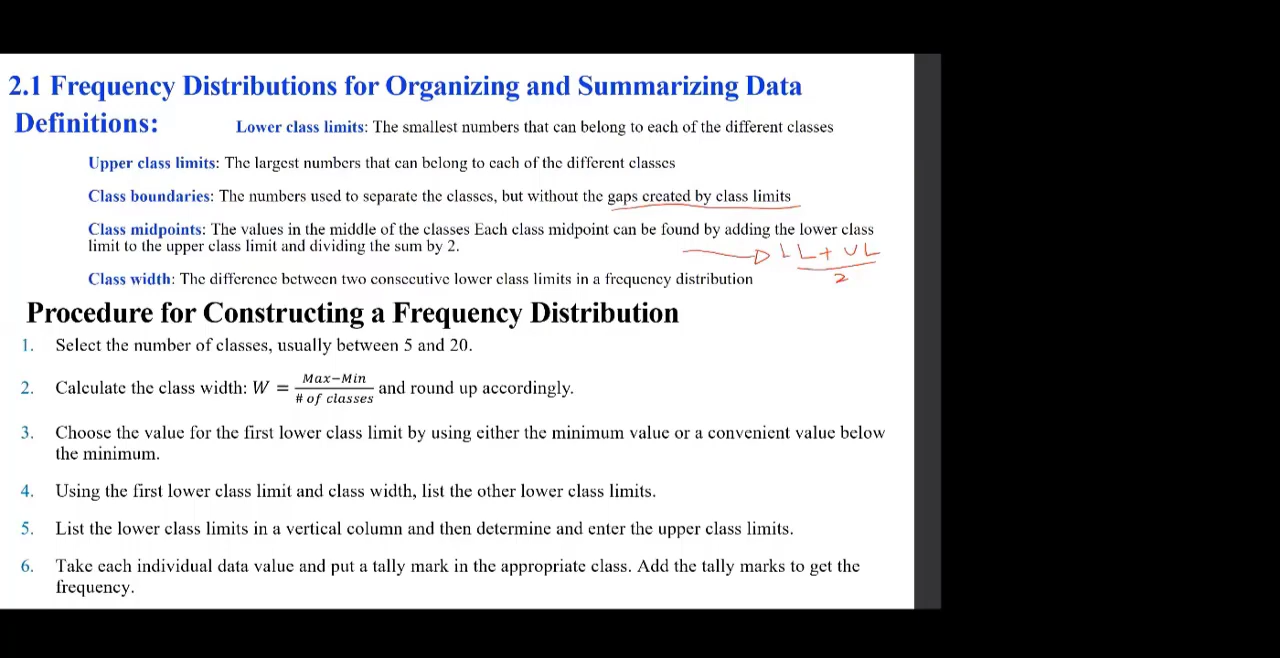 2.1 Frequency Distributions for Organizing and Summarizing Data
Definitions: Lower class limits: The smallest numbers that can belong to each of the different classes
Upper class limits: The largest numbers that can belong to each of the different classes
Class boundaries: The numbers used to separate the classes, but without the gaps created by class limits
Class midpoints: The values in the middle of the classes Each class midpoint can be found by adding the lower class
limit to the upper class limit and dividing the sum by 2.
LL + UL
2
Class width: The difference between two consecutive lower class limits in a frequency distribution
Procedure for Constructing a Frequency Distribution
1. Select the number of classes, usually between 5 and 20.
2. Calculate the class width: W = Max−Min / # of classes and round up accordingly.
3. Choose the value for the first lower class limit by using either the minimum value or a convenient value below
the minimum.
4. Using the first lower class limit and class width, list the other lower class limits.
5. List the lower class limits in a vertical column and then determine and enter the upper class limits.
6. Take each individual data value and put a tally mark in the appropriate class. Add the tally marks to get the
frequency.